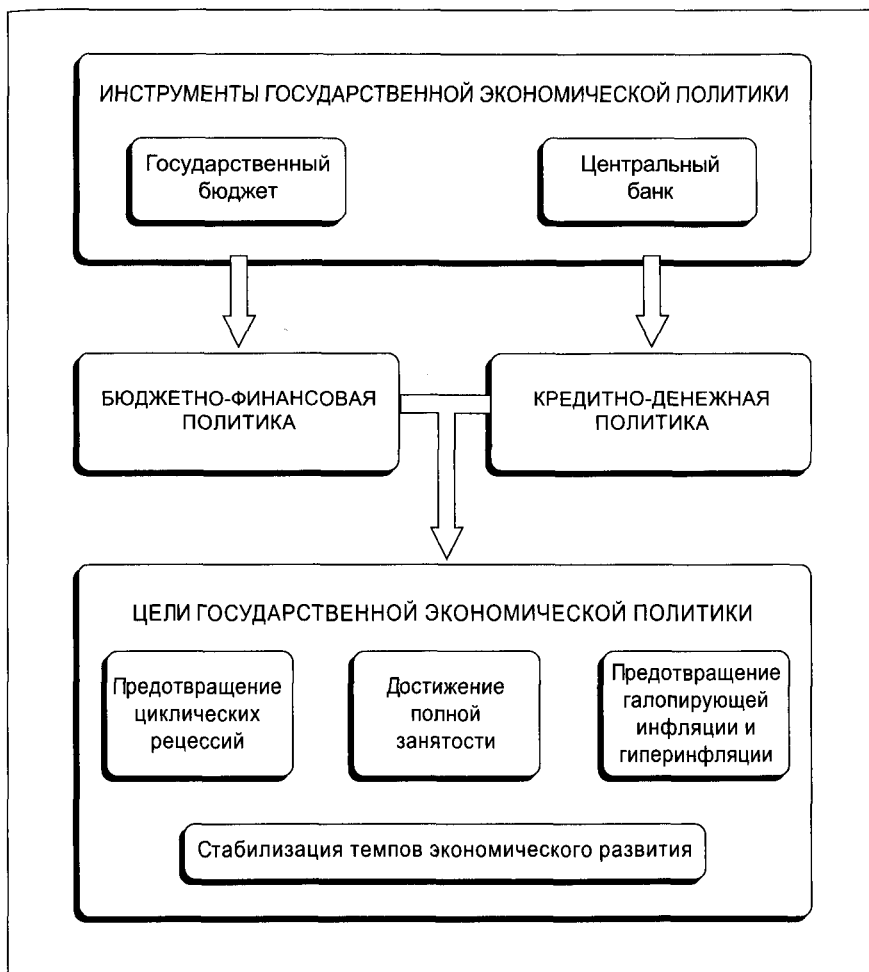 ИНСТРУМЕНТЫ ГОСУДАРСТВЕННОЙ ЭКОНОМИЧЕСКОЙ ПОЛИТИКИ
Государственный
бюджет
Центральный
банк
БЮДЖЕТНО-ФИНАНСОВАЯ
ПОЛИТИКА
КРЕДИТНО-ДЕНЕЖНАЯ
ПОЛИТИКА
ЦЕЛИ ГОСУДАРСТВЕННОЙ ЭКОНОМИЧЕСКОЙ ПОЛИТИКИ
Предотвращение
циклических
рецессий
Достижение
полной
занятости
Предотвращение
галопирующей
инфляции и
гиперинфляции
Стабилизация темпов экономического развития